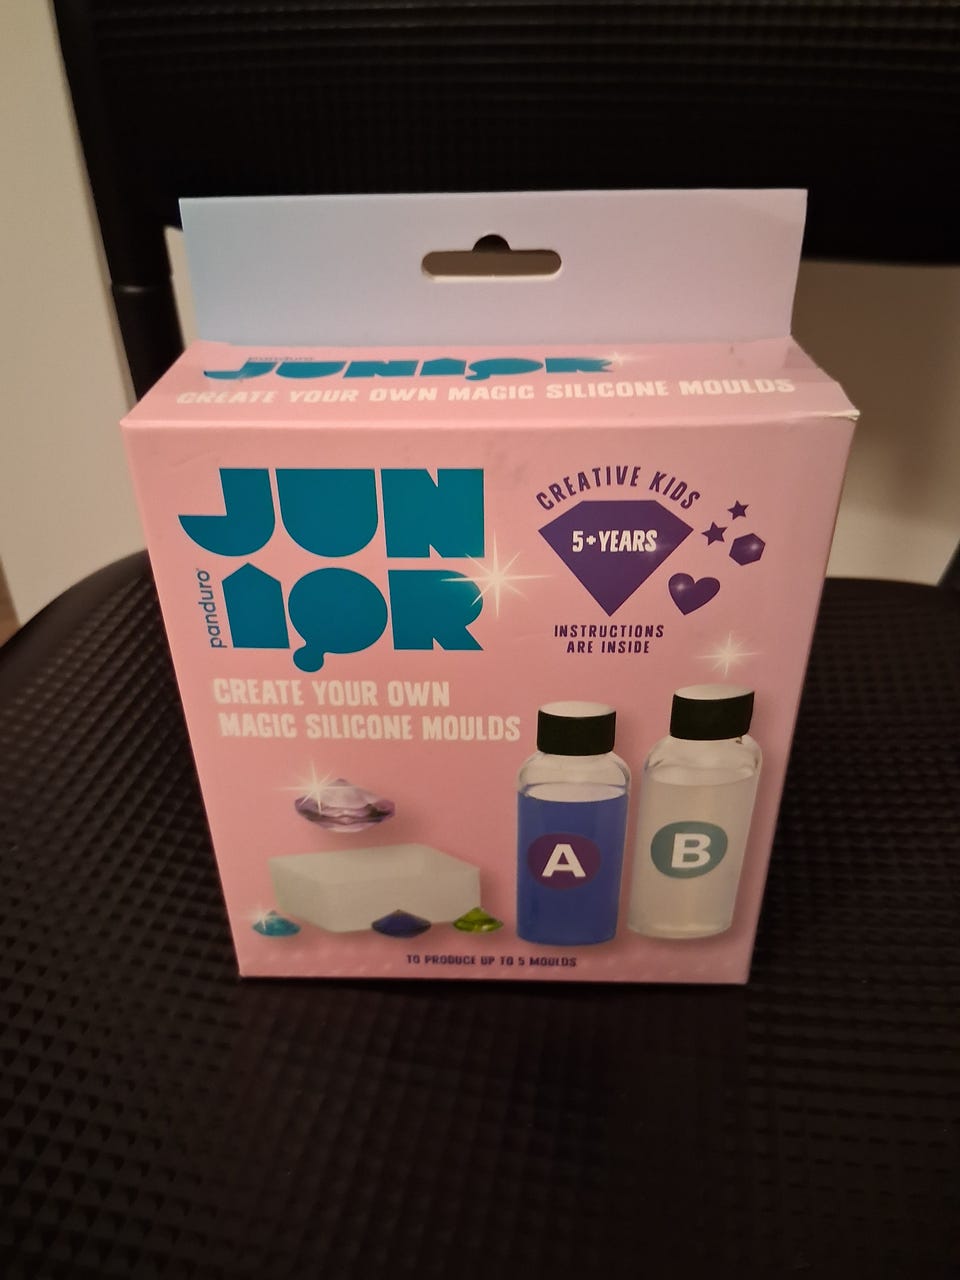 panduro
JUNIOR
CREATE YOUR OWN MAGIC SILICONE MOULDS
JUN
IOR
panduro
CREATIVE KIDS
5+YEARS
INSTRUCTIONS
ARE INSIDE
CREATE YOUR OWN
MAGIC SILICONE MOULDS
A
B
TO PRODUCE UP TO 5 MOULDS